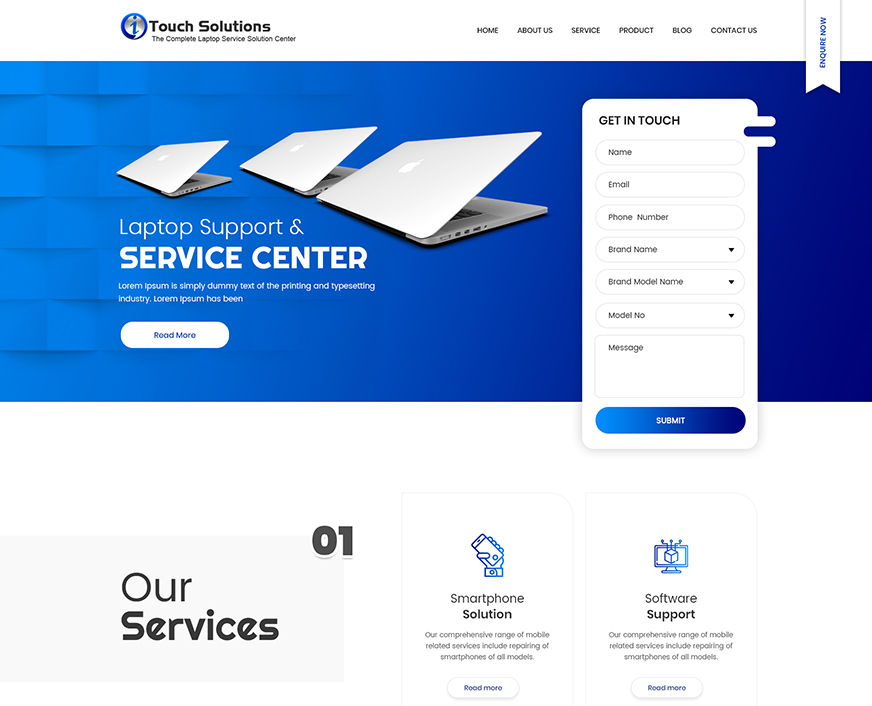 i Touch Solutions
The Complete Laptop Service Solution Center
HOME ABOUT US SERVICE PRODUCT BLOG CONTACT US
ENQUIRE NOW
Laptop Support &
SERVICE CENTER
Lorem Ipsum is simply dummy text of the printing and typesetting
industry. Lorem Ipsum has been
Read More
GET IN TOUCH
Name
Email
Phone Number
Brand Name
Brand Model Name
Model No
Message
SUBMIT
01
Our
Services
Smartphone
Solution
Our comprehensive range of mobile
related services include repairing of
smartphones of all models.
Read more
Software
Support
Our comprehensive range of mobile
related services include repairing of
smartphones of all models.
Read more